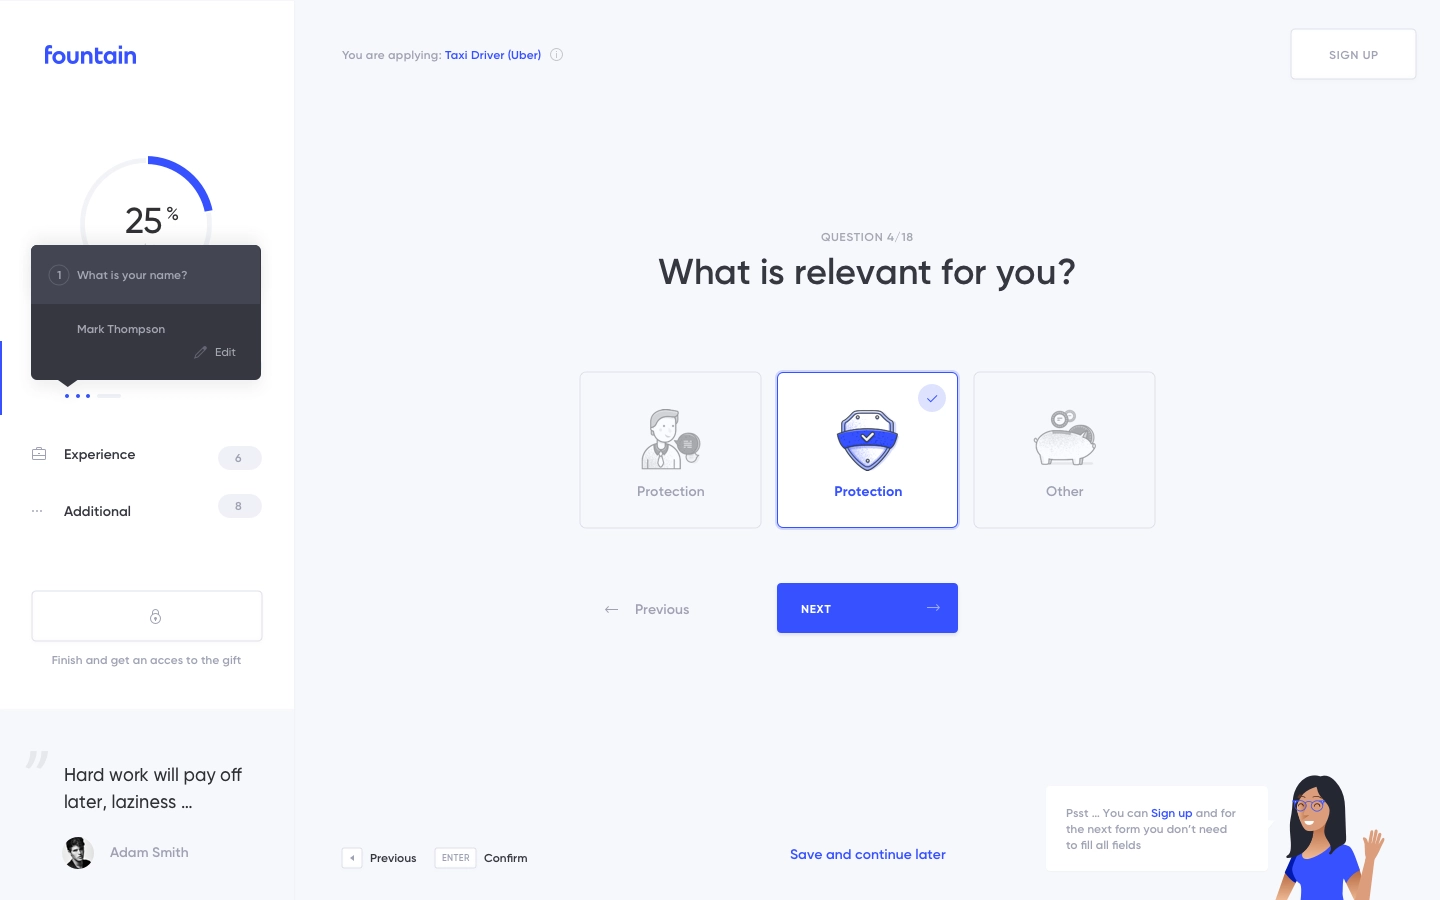 fountain
You are applying: Taxi Driver (Uber)
SIGN UP
25 %
1 What is your name?
Mark Thompson
Edit
Experience 6
Additional 8
Finish and get an acces to the gift
"
Hard work will pay off
later, laziness ...
Adam Smith
QUESTION 4/18
What is relevant for you?
Protection
Protection
Other
Previous
NEXT
Previous
ENTER Confirm
Save and continue later
Psst ... You can Sign up and for
the next form you don't need
to fill all fields